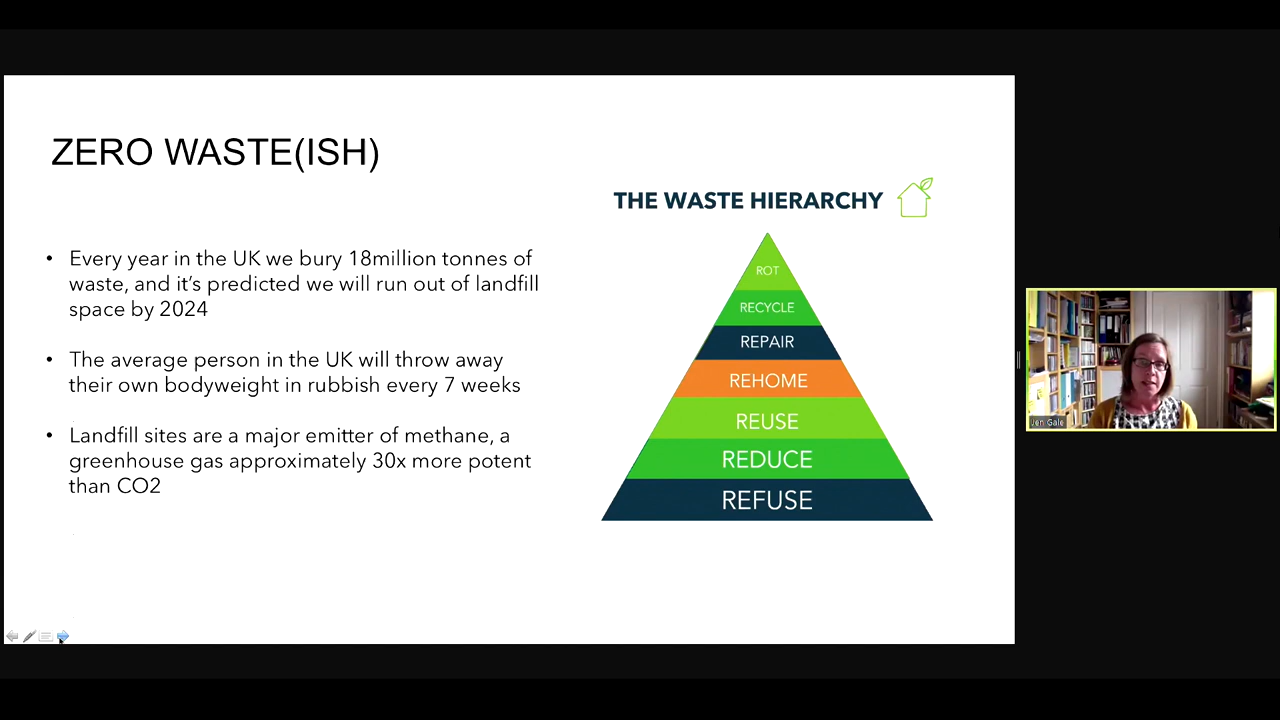 ZERO WASTE(ISH)
• Every year in the UK we bury 18million tonnes of
waste, and it's predicted we will run out of landfill
space by 2024
• The average person in the UK will throw away
their own bodyweight in rubbish every 7 weeks
• Landfill sites are a major emitter of methane, a
greenhouse gas approximately 30x more potent
than CO2
THE WASTE HIERARCHY
ROT
RECYCLE
REPAIR
REHOME
REUSE
REDUCE
REFUSE
Jen Gale